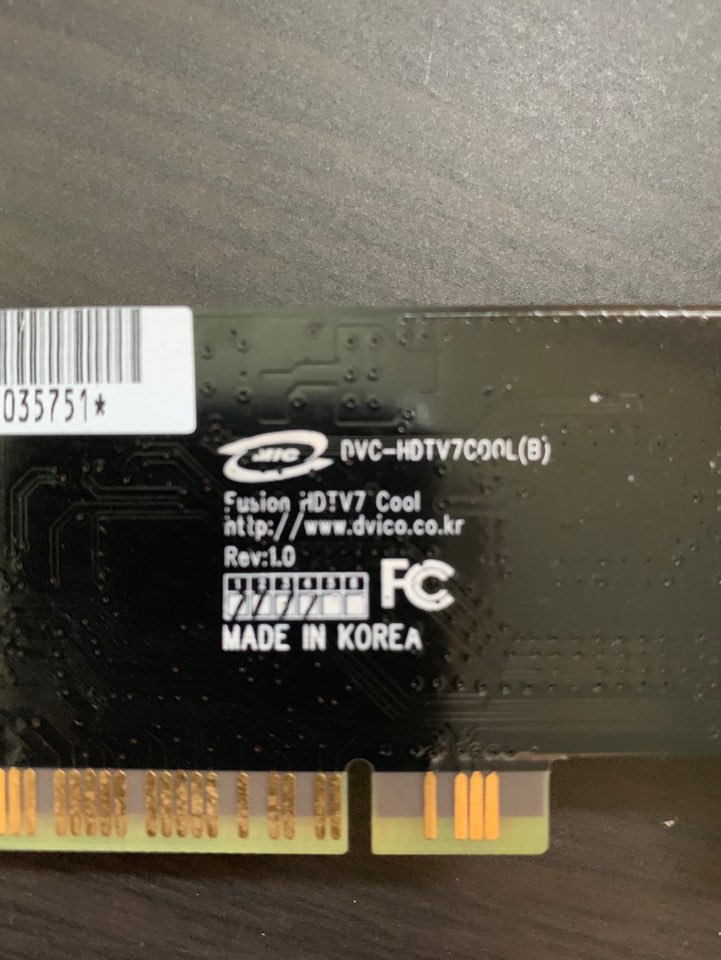 035751*
DVC-HDTV7COOL(B)
Fusion HDTV7 Cool
http://www.dvico.co.kr
Rev:1.0
1 2 3 4 5 6
FC
MADE IN KOREA